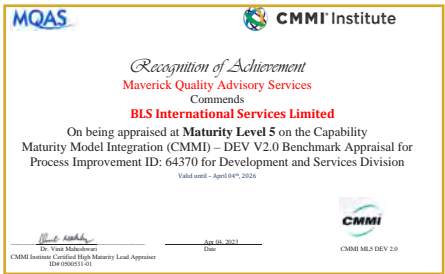 MQAS
CMMI Institute
Recognition of Achievement
Maverick Quality Advisory Services
Commends
BLS International Services Limited
On being appraised at Maturity Level 5 on the Capability
Maturity Model Integration (CMMI) – DEV V2.0 Benchmark Appraisal for
Process Improvement ID: 64370 for Development and Services Division
Valid until – April 04th, 2026
CMMI
Apr 04, 2023
Dr. Vinit Maheshwari
Date
CMMI ML5 DEV 2.0
CMMI Institute Certified High Maturity Lead Appraiser
ID# 0500531-01